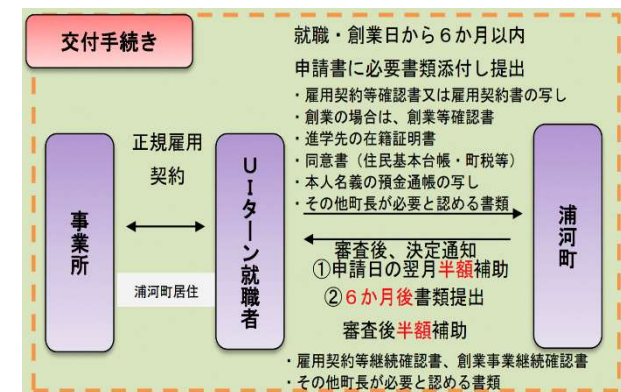 交付手続き
就職・創業日から６か月以内
申請書に必要書類添付し提出
・雇用契約等確認書又は雇用契約書の写し
・創業の場合は、創業等確認書
・進学先の在籍証明書
・同意書（住民基本台帳・町税等）
・本人名義の預金通帳の写し
・その他町長が必要と認める書類
事業所
正規雇用
契約
浦河町居住
ＵＩターン就職者
浦河町
審査後、決定通知
①申請日の翌月半額補助
②６か月後書類提出
審査後半額補助
・雇用契約等継続確認書、創業事業継続確認書
・その他町長が必要と認める書類